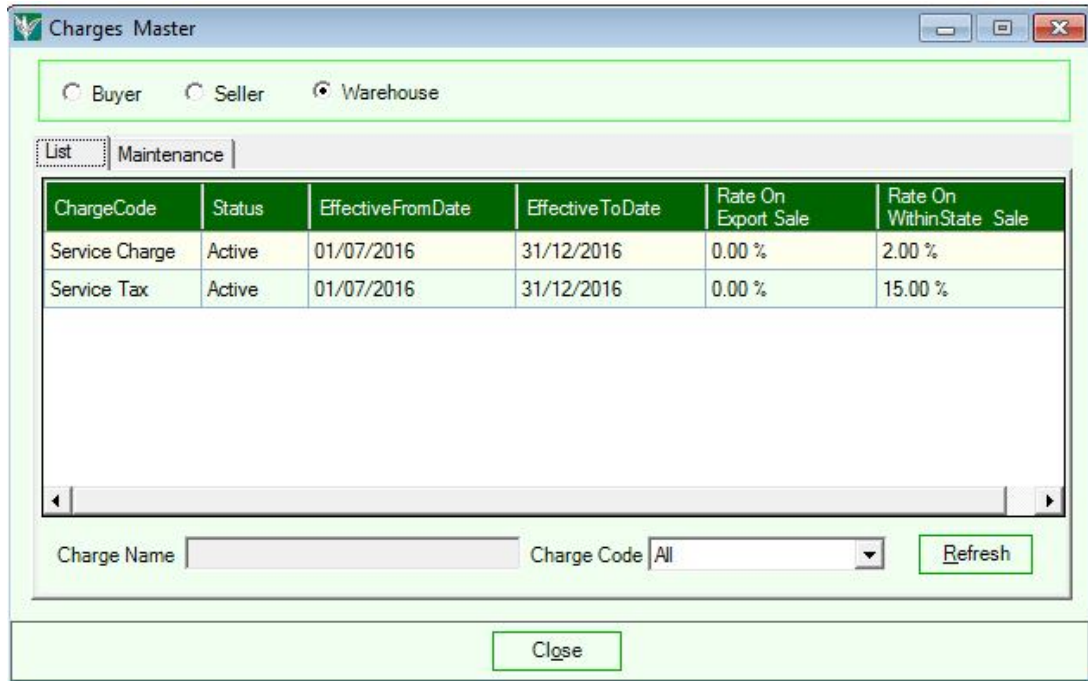 Charges Master
Buyer Seller Warehouse
List Maintenance
ChargeCode Status EffectiveFromDate EffectiveToDate Rate On Export Sale Rate On WithinState Sale
Service Charge Active 01/07/2016 31/12/2016 0.00 % 2.00 %
Service Tax Active 01/07/2016 31/12/2016 0.00 % 15.00 %
Charge Name Charge Code All Refresh
Close